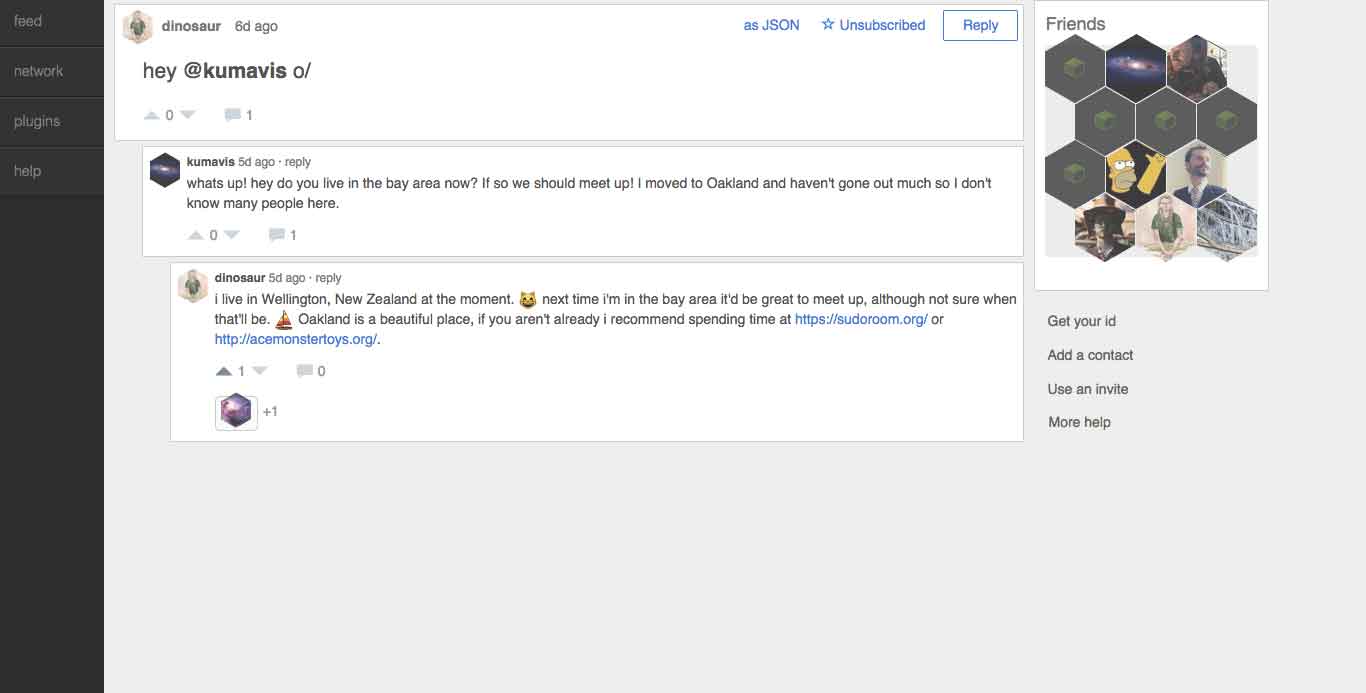 feed
network
plugins
help
dinosaur 6d ago
as JSON ☆ Unsubscribed Reply
hey @kumavis o/
0 1
kumavis 5d ago · reply
whats up! hey do you live in the bay area now? If so we should meet up! I moved to Oakland and haven't gone out much so I don't
know many people here.
0 1
dinosaur 5d ago · reply
i live in Wellington, New Zealand at the moment. 😺 next time i'm in the bay area it'd be great to meet up, although not sure when
that'll be. ⛵ Oakland is a beautiful place, if you aren't already i recommend spending time at https://sudoroom.org/ or
http://acemonstertoys.org/.
1 0
+1
Friends
Get your id
Add a contact
Use an invite
More help